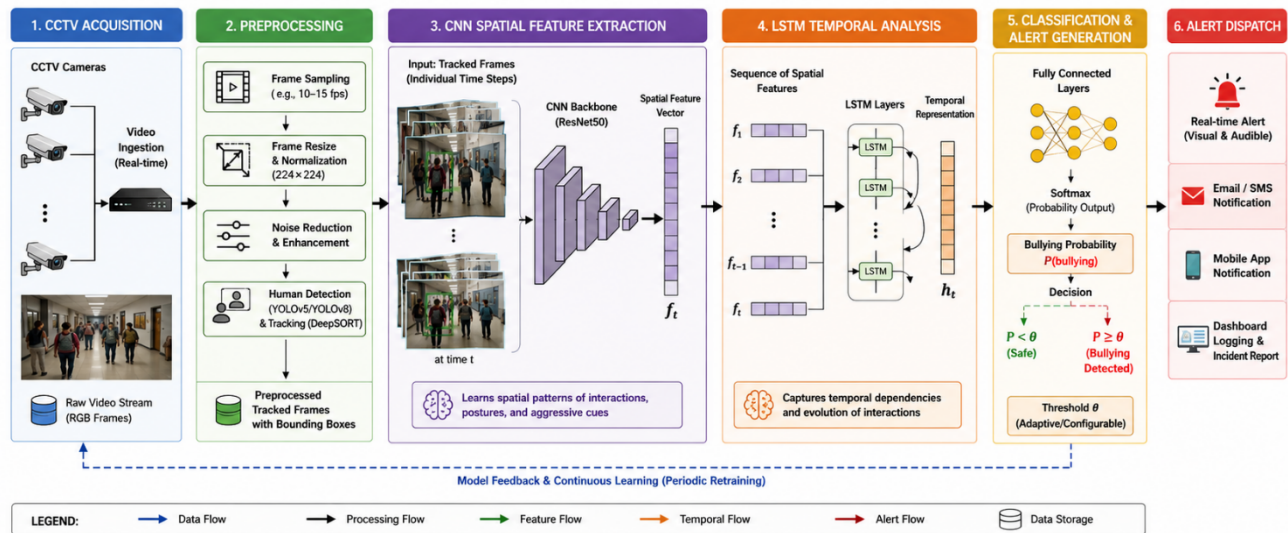 1. CCTV ACQUISITION
CCTV Cameras
Video
Ingestion
(Real-time)
Raw Video Stream
(RGB Frames)
2. PREPROCESSING
Frame Sampling
( e.g., 10–15 fps)
Frame Resize
& Normalization
(224×224)
Noise Reduction
& Enhancement
Human Detection
(YOLOv5/YOLOv8)
& Tracking (DeepSORT)
Preprocessed
Tracked Frames
with Bounding Boxes
3. CNN SPATIAL FEATURE EXTRACTION
Input: Tracked Frames
(Individual Time Steps)
CNN Backbone
(ResNet50)
Spatial Feature
Vector
at time t
f_t
Learns spatial patterns of interactions,
postures, and aggressive cues
4. LSTM TEMPORAL ANALYSIS
Sequence of Spatial
Features
f_1
f_2
f_{t−1}
f_t
LSTM Layers
LSTM
LSTM
LSTM
Temporal
Representation
h_t
Captures temporal dependencies
and evolution of interactions
5. CLASSIFICATION &
ALERT GENERATION
Fully Connected
Layers
Softmax
(Probability Output)
Bullying Probability
P(bullying)
Decision
P < θ
(Safe)
P ≥ θ
(Bullying
Detected)
Threshold θ
(Adaptive/Configurable)
6. ALERT DISPATCH
Real-time Alert
(Visual & Audible)
Email / SMS
Notification
Mobile App
Notification
Dashboard
Logging &
Incident Report
Model Feedback & Continuous Learning (Periodic Retraining)
LEGEND:
Data Flow
Processing Flow
Feature Flow
Temporal Flow
Alert Flow
Data Storage